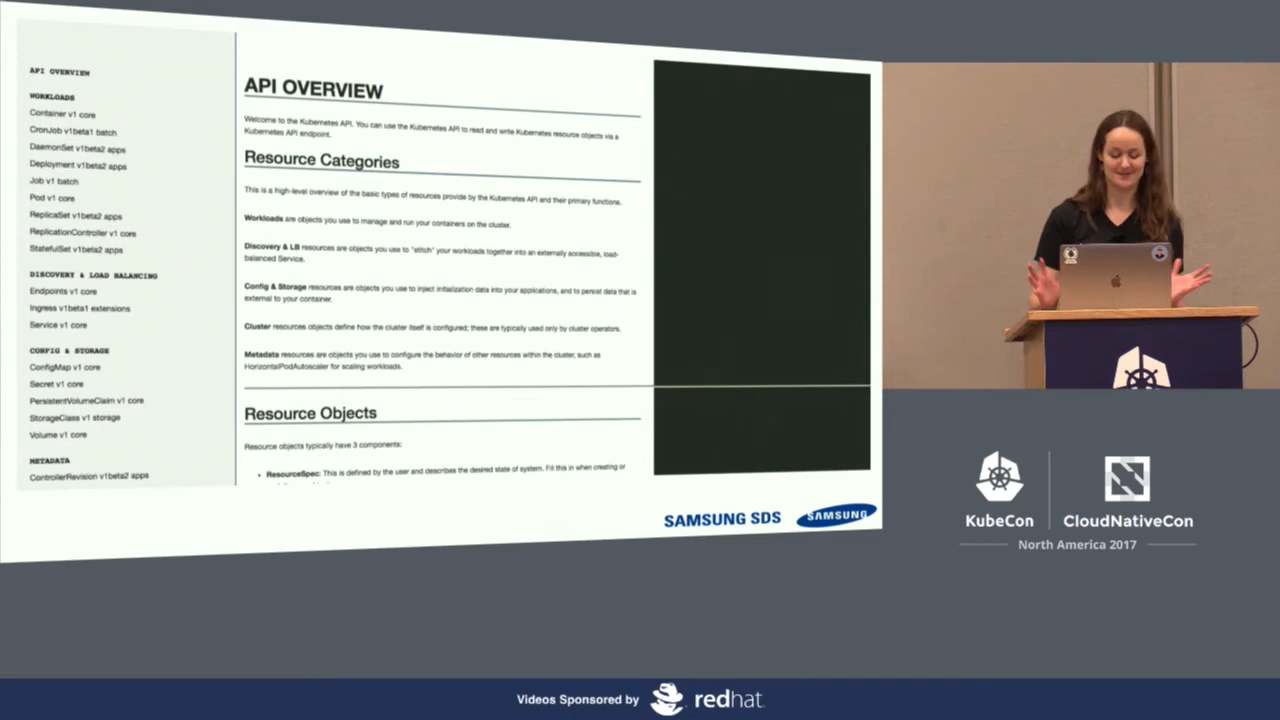 API OVERVIEW
WORKLOADS
Container v1 core
CronJob v1beta1 batch
DaemonSet v1beta2 apps
Deployment v1beta2 apps
Job v1 batch
Pod v1 core
ReplicaSet v1beta2 apps
ReplicationController v1 core
StatefulSet v1beta2 apps
DISCOVERY & LOAD BALANCING
Endpoints v1 core
Ingress v1beta1 extensions
Service v1 core
CONFIG & STORAGE
ConfigMap v1 core
Secret v1 core
PersistentVolumeClaim v1 core
StorageClass v1 storage
Volume v1 core
METADATA
ControllerRevision v1beta2 apps
API OVERVIEW
Welcome to the Kubernetes API. You can use the Kubernetes API to read and write Kubernetes resource objects via a
Kubernetes API endpoint.
Resource Categories
This is a high-level overview of the basic types of resources provide by the Kubernetes API and their primary functions.
Workloads are objects you use to manage and run your containers on the cluster.
Discovery & LB resources are objects you use to "stitch" your workloads together into an externally accessible, load-
balanced Service.
Config & Storage resources are objects you use to inject initialization data into your applications, and to persist data that is
external to your container.
Cluster resources objects define how the cluster itself is configured; these are typically used only by cluster operators.
Metadata resources are objects you use to configure the behavior of other resources within the cluster, such as
HorizontalPodAutoscaler for scaling workloads.
Resource Objects
Resource objects typically have 3 components:
• ResourceSpec: This is defined by the user and describes the desired state of system. Fill this in when creating or
SAMSUNG SDS
SAMSUNG
KubeCon
CloudNativeCon
North America 2017
Videos Sponsored by
redhat.